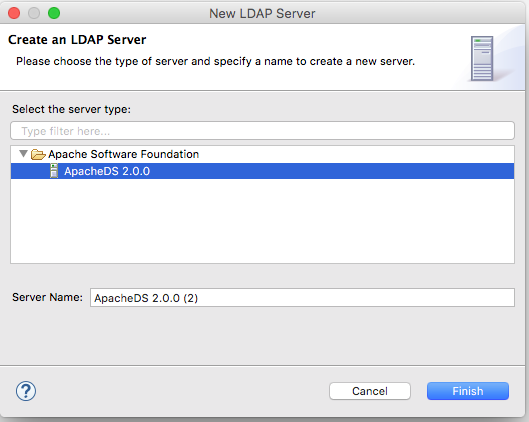 New LDAP Server
Create an LDAP Server
Please choose the type of server and specify a name to create a new server.
Select the server type:
Type filter here...
Apache Software Foundation
ApacheDS 2.0.0
Server Name: ApacheDS 2.0.0 (2)
? Cancel Finish